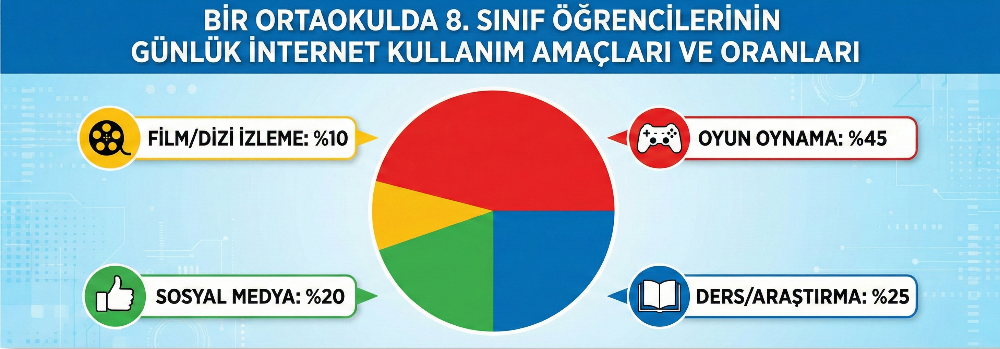 BİR ORTAOKULDA 8. SINIF ÖĞRENCİLERİNİN
GÜNLÜK İNTERNET KULLANIM AMAÇLARI VE ORANLARI
FİLM/DİZİ İZLEME: %10
OYUN OYNAMA: %45
SOSYAL MEDYA: %20
DERS/ARAŞTIRMA: %25